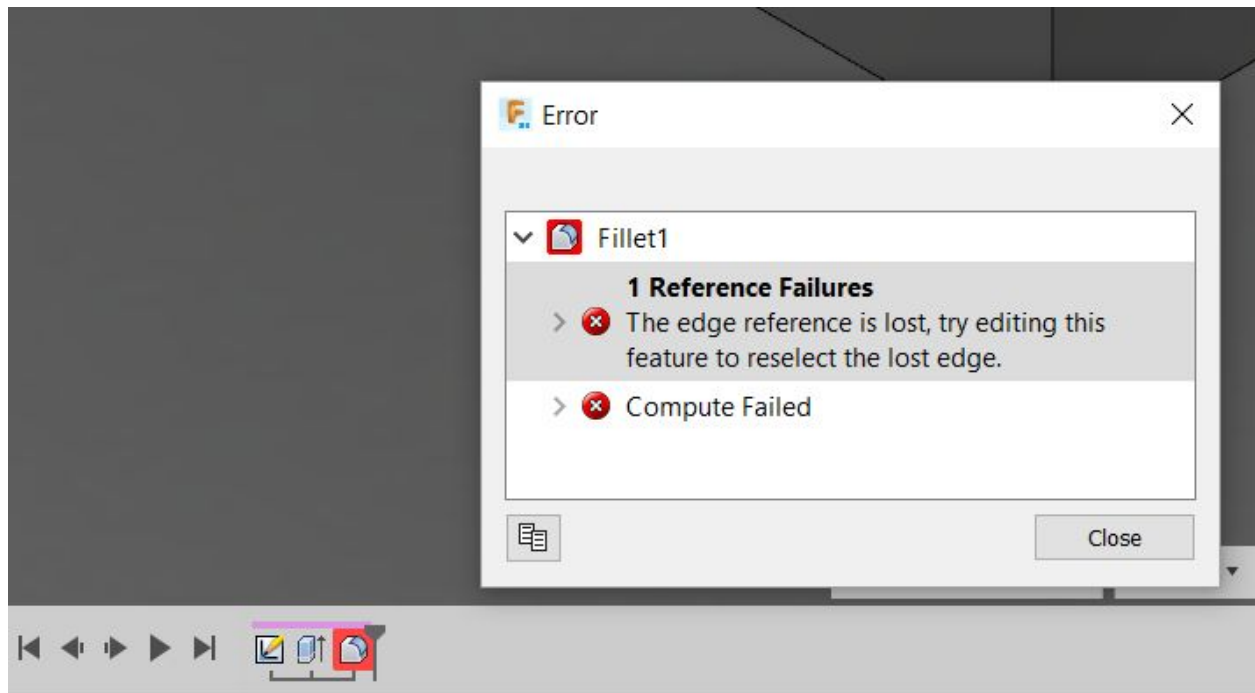 Error
Fillet1
1 Reference Failures
The edge reference is lost, try editing this
feature to reselect the lost edge.
Compute Failed
Close